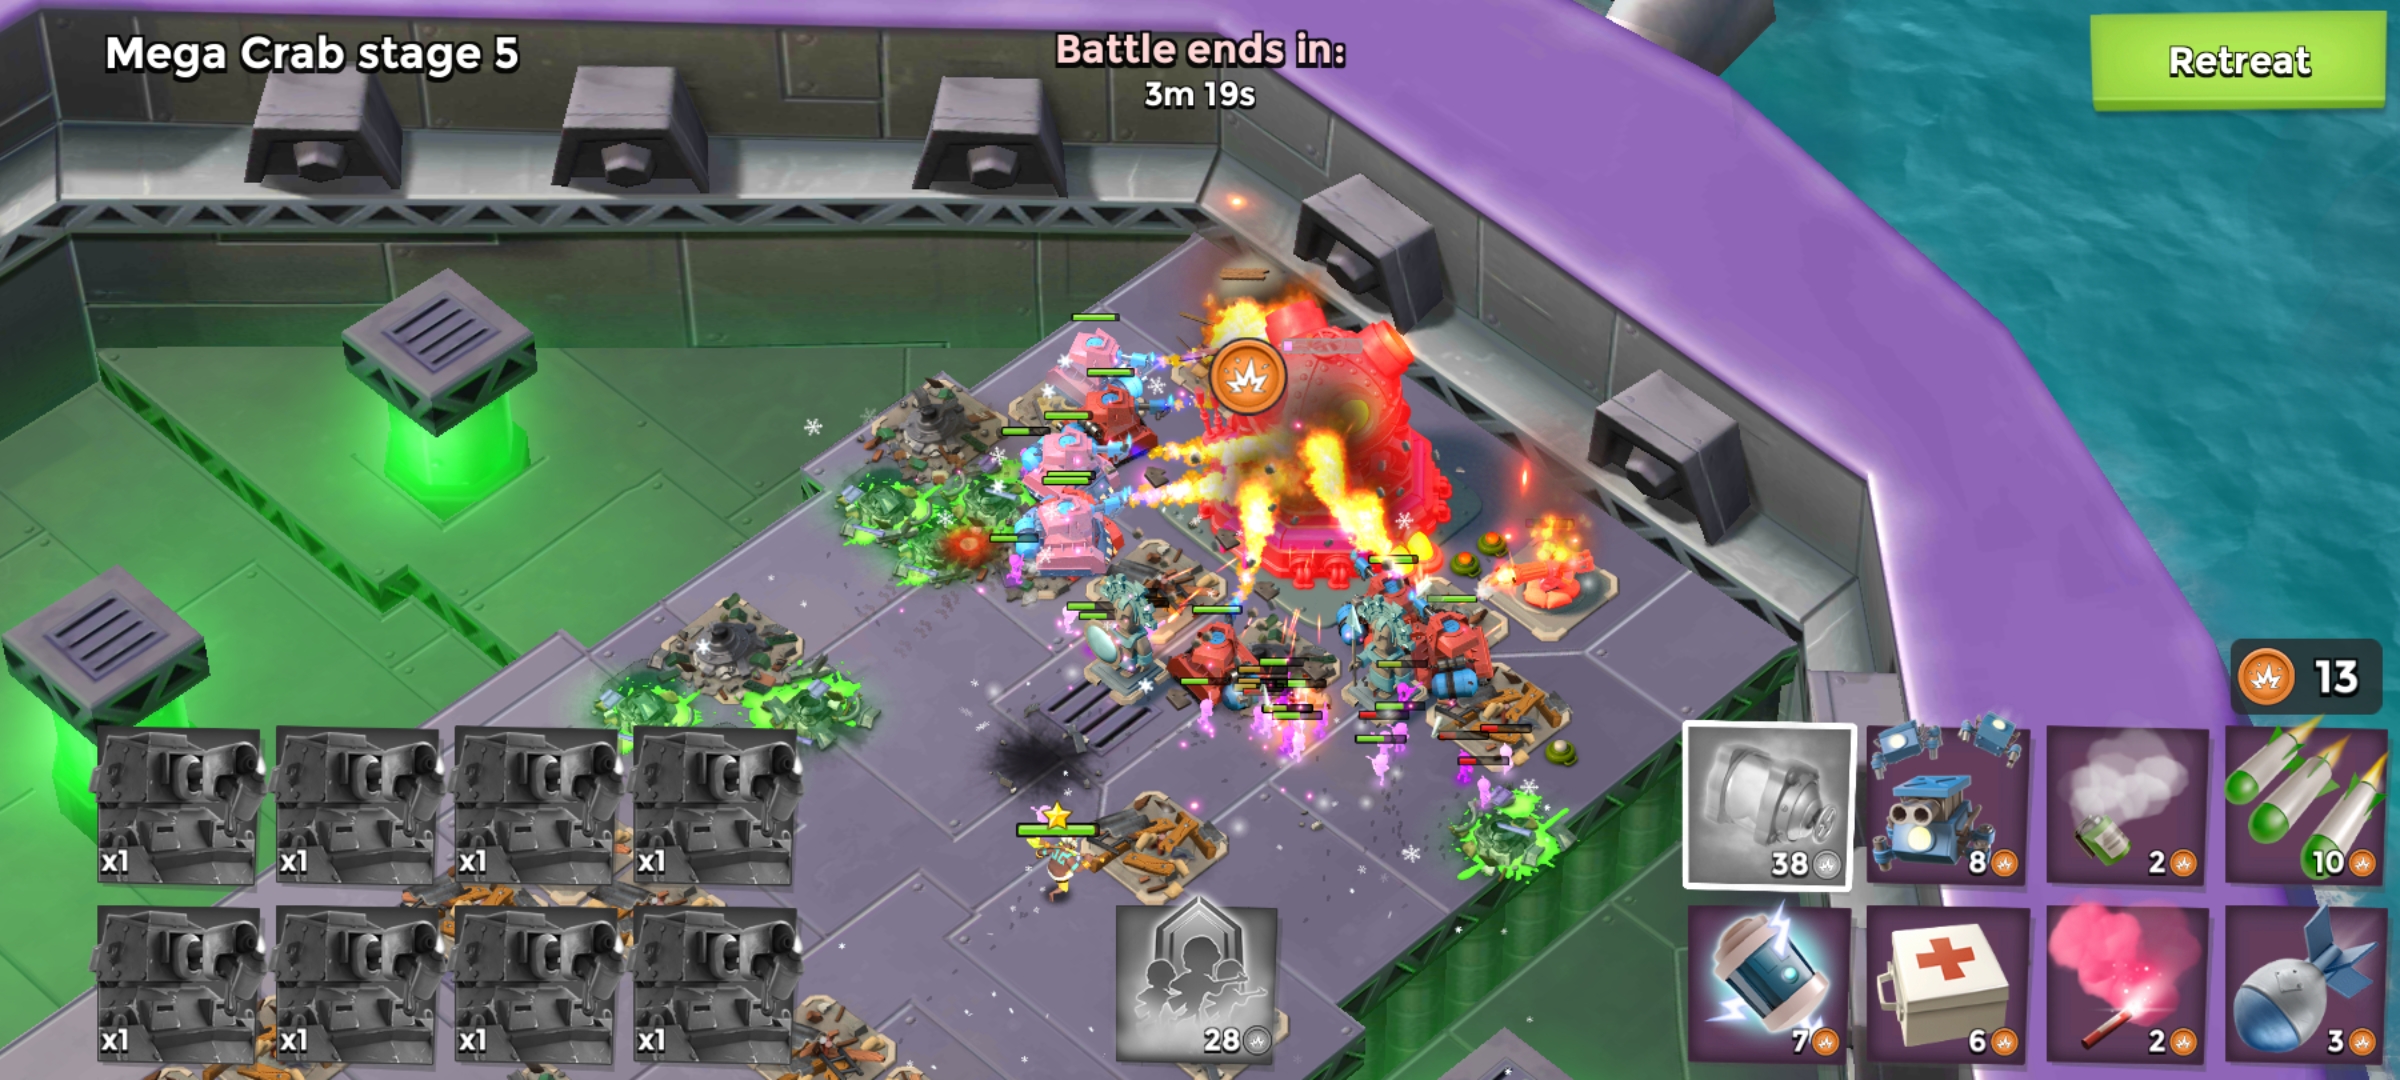 Mega Crab stage 5
Battle ends in:
3m 19s
Retreat
13
x1
x1
x1
x1
38
8
2
10
x1
x1
x1
x1
28
7
6
2
3